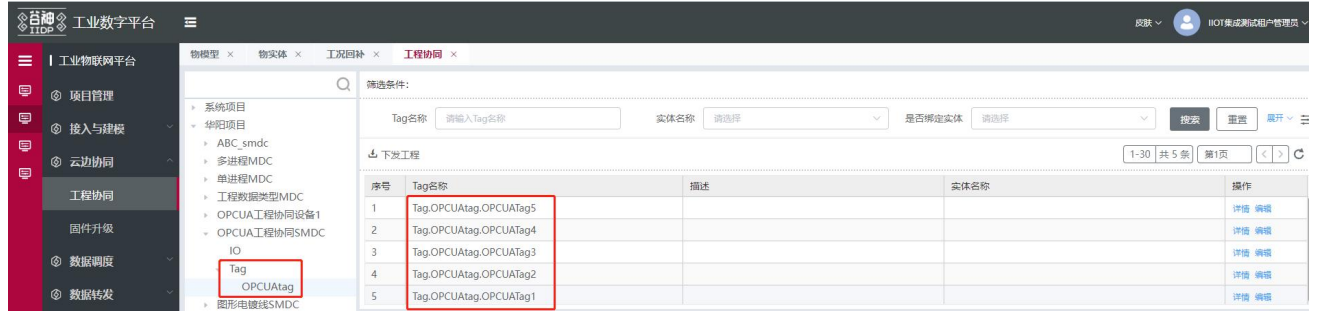 谷神 IIDP 工业数字平台 皮肤 IIOT集成测试租户管理员
工业物联网平台 物模型 × 物实体 × 工况回补 × 工程协同 ×
项目管理
接入与建模
云边协同
工程协同
固件升级
数据调度
数据转发
系统项目
华阳项目
ABC_smdc
多进程MDC
单进程MDC
工程数据类型MDC
OPCUA工程协同设备1
OPCUA工程协同SMDC
IO
Tag
OPCUAtag
图形电镀线SMDC
筛选条件:
Tag名称 请输入Tag名称 实体名称 请选择 是否绑定实体 请选择 搜索 重置 展开
下发工程 1-30 共 5 条 第1页
序号 Tag名称 描述 实体名称 操作
1 Tag.OPCUAtag.OPCUATag5 详情 编辑
2 Tag.OPCUAtag.OPCUATag4 详情 编辑
3 Tag.OPCUAtag.OPCUATag3 详情 编辑
4 Tag.OPCUAtag.OPCUATag2 详情 编辑
5 Tag.OPCUAtag.OPCUATag1 详情 编辑